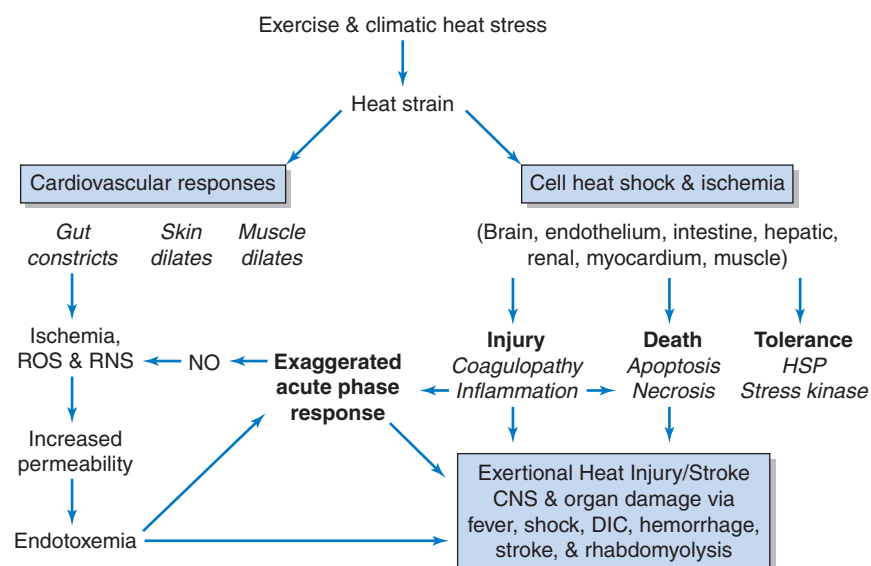 Exercise & climatic heat stress
Heat strain
Cardiovascular responses
Cell heat shock & ischemia
Gut
constricts
Skin
dilates
Muscle
dilates
(Brain, endothelium, intestine, hepatic,
renal, myocardium, muscle)
Ischemia,
ROS & RNS
NO
Exaggerated
acute phase
response
Injury
Coagulopathy
Inflammation
Death
Apoptosis
Necrosis
Tolerance
HSP
Stress kinase
Increased
permeability
Endotoxemia
Exertional Heat Injury/Stroke
CNS & organ damage via
fever, shock, DIC, hemorrhage,
stroke, & rhabdomyolysis